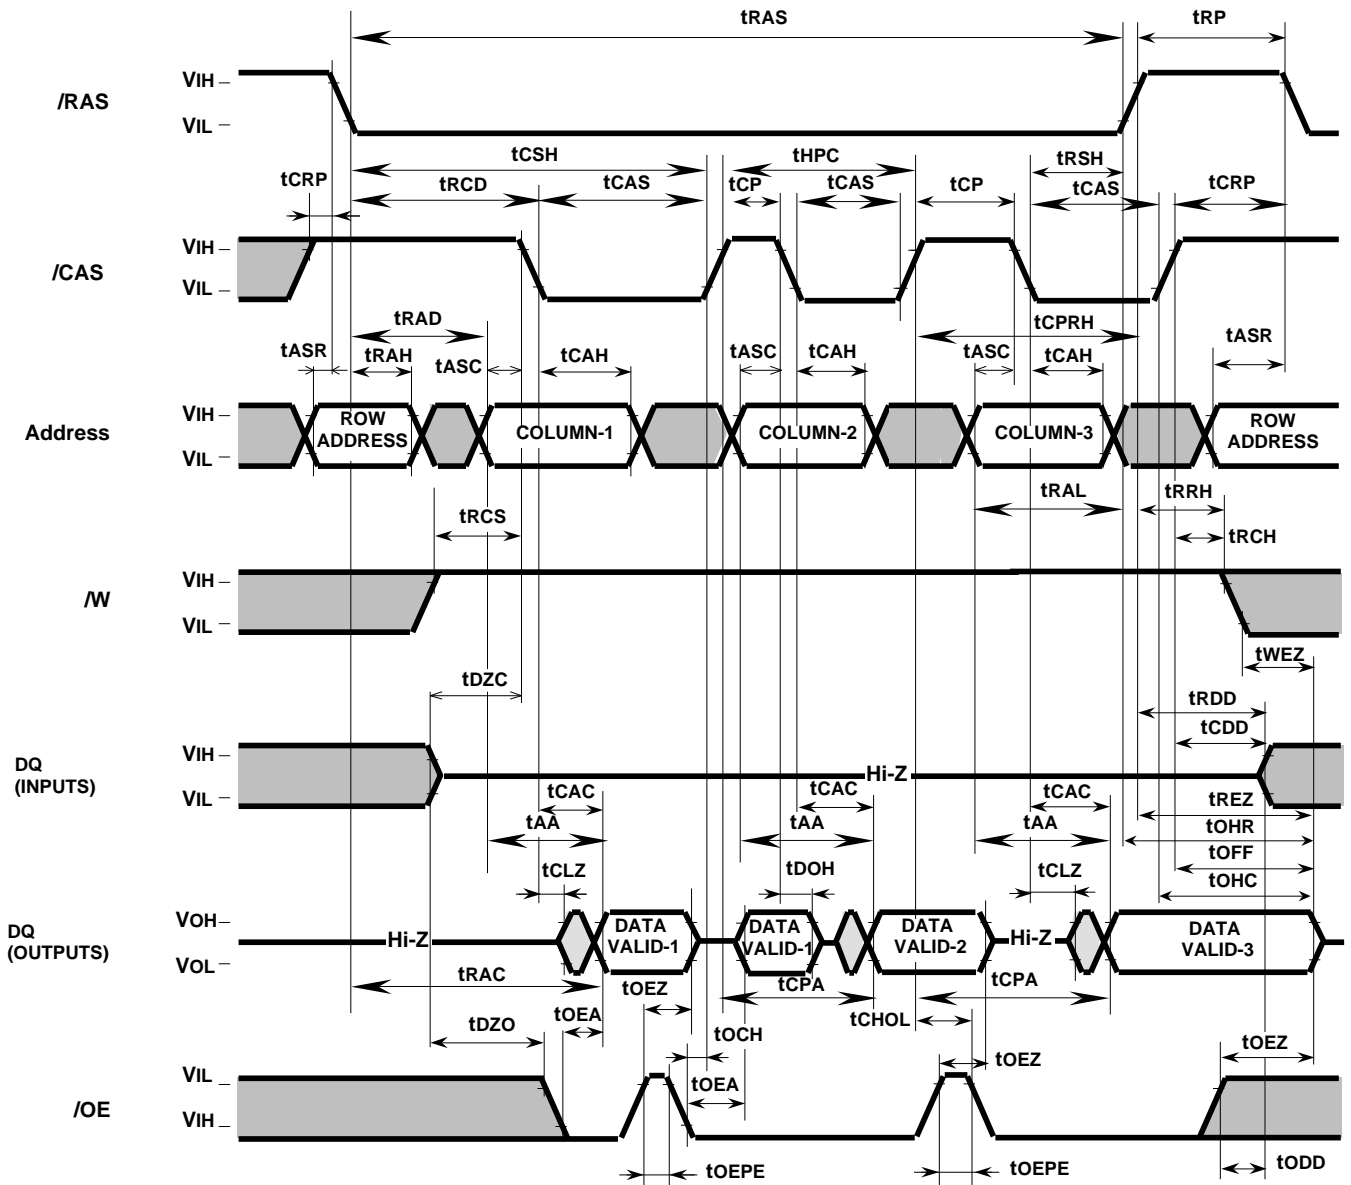 tRAS tRP
VIH
/RAS
VIL
tCSH tHPC tRSH
tCRP tRCD tCAS tCP tCAS tCP tCAS tCRP
VIH
/CAS
VIL
tRAD tCPRH
tASR tRAH tASC tCAH tASC tCAH tASC tCAH tASR
VIH
Address
VIL
ROW ADDRESS COLUMN-1 COLUMN-2 COLUMN-3 ROW ADDRESS
tRAL tRRH
tRCS tRCH
VIH
/W
VIL
tWEZ
tDZC tRDD
tCDD
VIH
DQ
(INPUTS)
VIL
Hi-Z
tCAC tCAC tCAC tREZ
tAA tAA tAA tOHR
tCLZ tDOH tCLZ tOFF
tOHC
VOH
DQ
(OUTPUTS)
VOL
Hi-Z DATA VALID-1 DATA VALID-1 DATA VALID-2 Hi-Z DATA VALID-3
tRAC tOEZ tCPA tCPA
tDZO tOEA tOCH tCHOL
tOEA tOEZ tOEZ
VIL
/OE
VIH
tOEPE tOEPE tODD